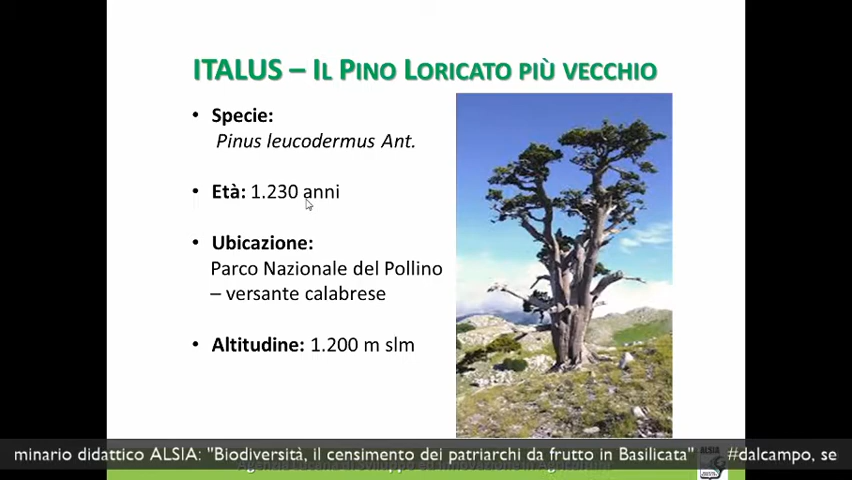 ITALUS – IL PINO LORICATO PIÙ VECCHIO
• Specie:
Pinus leucodermus Ant.
• Età: 1.230 anni
• Ubicazione:
Parco Nazionale del Pollino
– versante calabrese
• Altitudine: 1.200 m slm
minario didattico ALSIA: "Biodiversità, il censimento dei patriarchi da frutto in Basilicata"
ALSIA
#dalcampo, se